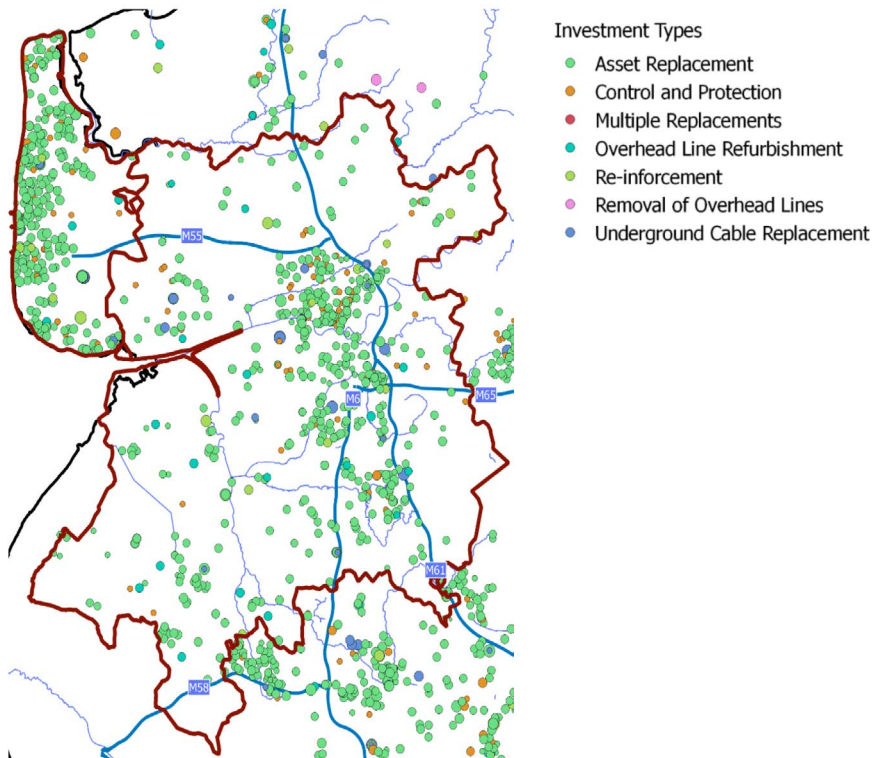 Investment Types
Asset Replacement
Control and Protection
Multiple Replacements
Overhead Line Refurbishment
Re-inforcement
Removal of Overhead Lines
Underground Cable Replacement
M55
M65
M6
M61
M58